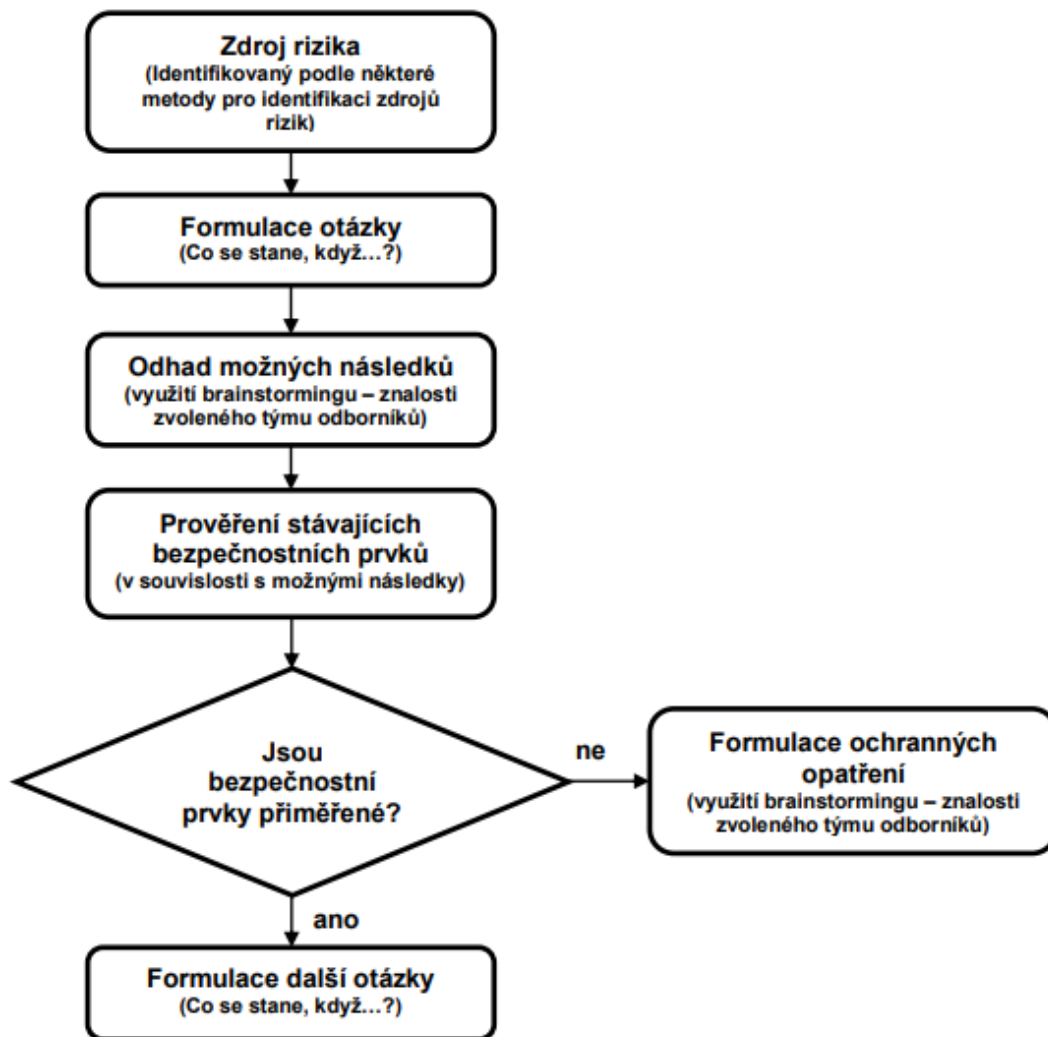 Zdroj rizika
(Identifikovaný podle některé
metody pro identifikaci zdrojů
rizik)
Formulace otázky
(Co se stane, když...?)
Odhad možných následků
(využití brainstormingu – znalosti
zvoleného týmu odborníků)
Prověření stávajících
bezpečnostních prvků
(v souvislosti s možnými následky)
Jsou
bezpečnostní
prvky přiměřené?
ne
Formulace ochranných
opatření
(využití brainstormingu – znalosti
zvoleného týmu odborníků)
ano
Formulace další otázky
(Co se stane, když...?)